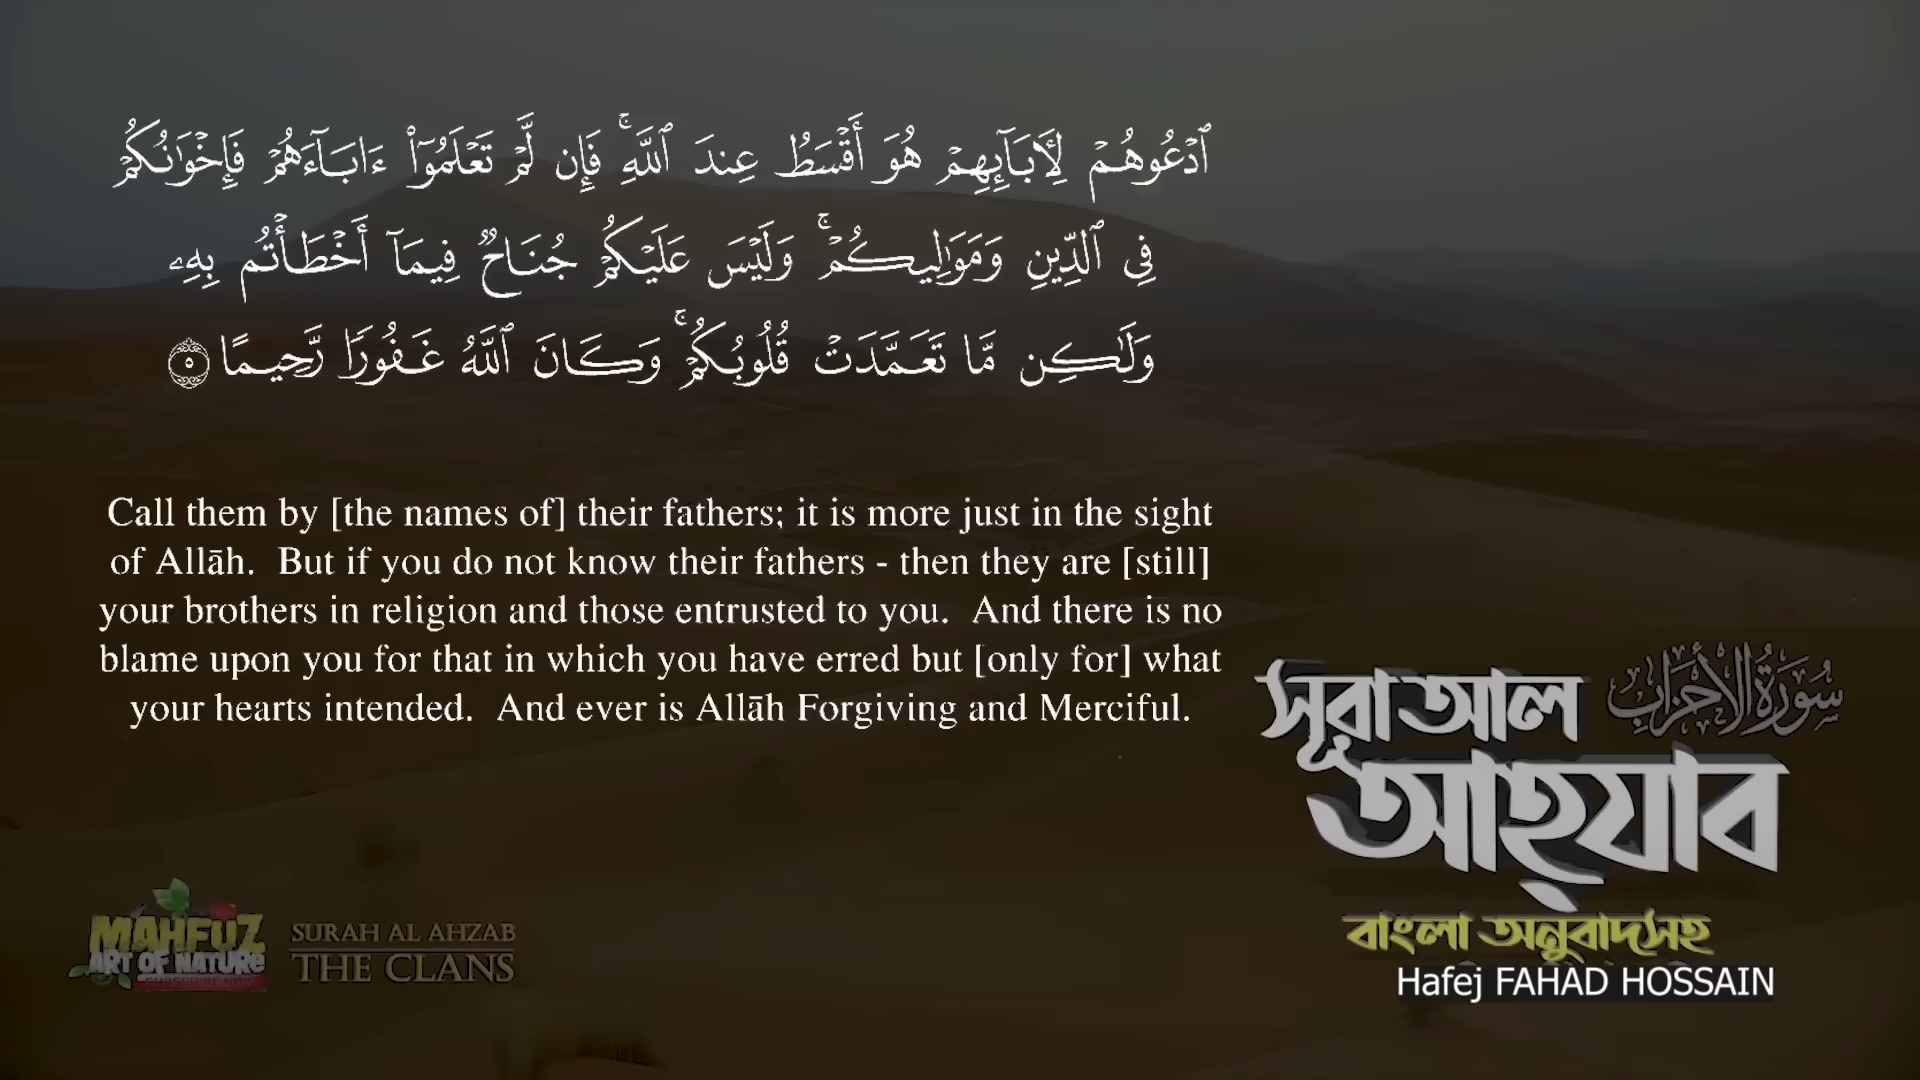 ٱدْعُوهُمْ لِأَبَآئِهِمْ هُوَ أَقْسَطُ عِندَ ٱللَّهِ ۚ فَإِن لَّمْ تَعْلَمُوٓا۟ ءَابَآءَهُمْ فَإِخْوَٰنُكُمْ
فِى ٱلدِّينِ وَمَوَٰلِيكُمْ ۚ وَلَيْسَ عَلَيْكُمْ جُنَاحٌ فِيمَآ أَخْطَأْتُم بِهِۦ
وَلَٰكِن مَّا تَعَمَّدَتْ قُلُوبُكُمْ ۚ وَكَانَ ٱللَّهُ غَفُورًا رَّحِيمًا ٥
Call them by [the names of] their fathers; it is more just in the sight
of Allāh.  But if you do not know their fathers - then they are [still]
your brothers in religion and those entrusted to you.  And there is no
blame upon you for that in which you have erred but [only for] what
your hearts intended.  And ever is Allāh Forgiving and Merciful.
সূরা আল
سُورَةُ الأَحْزَاب
আহ্‌যাব
বাংলা অনুবাদসহ
Hafej FAHAD HOSSAIN
MAHFUZ
ART OF NATURE
SURAH AL AHZAB
THE CLANS